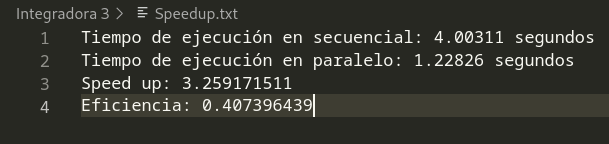 Integradora 3 > Speedup.txt
1 Tiempo de ejecución en secuencial: 4.00311 segundos
2 Tiempo de ejecución en paralelo: 1.22826 segundos
3 Speed up: 3.259171511
4 Eficiencia: 0.407396439